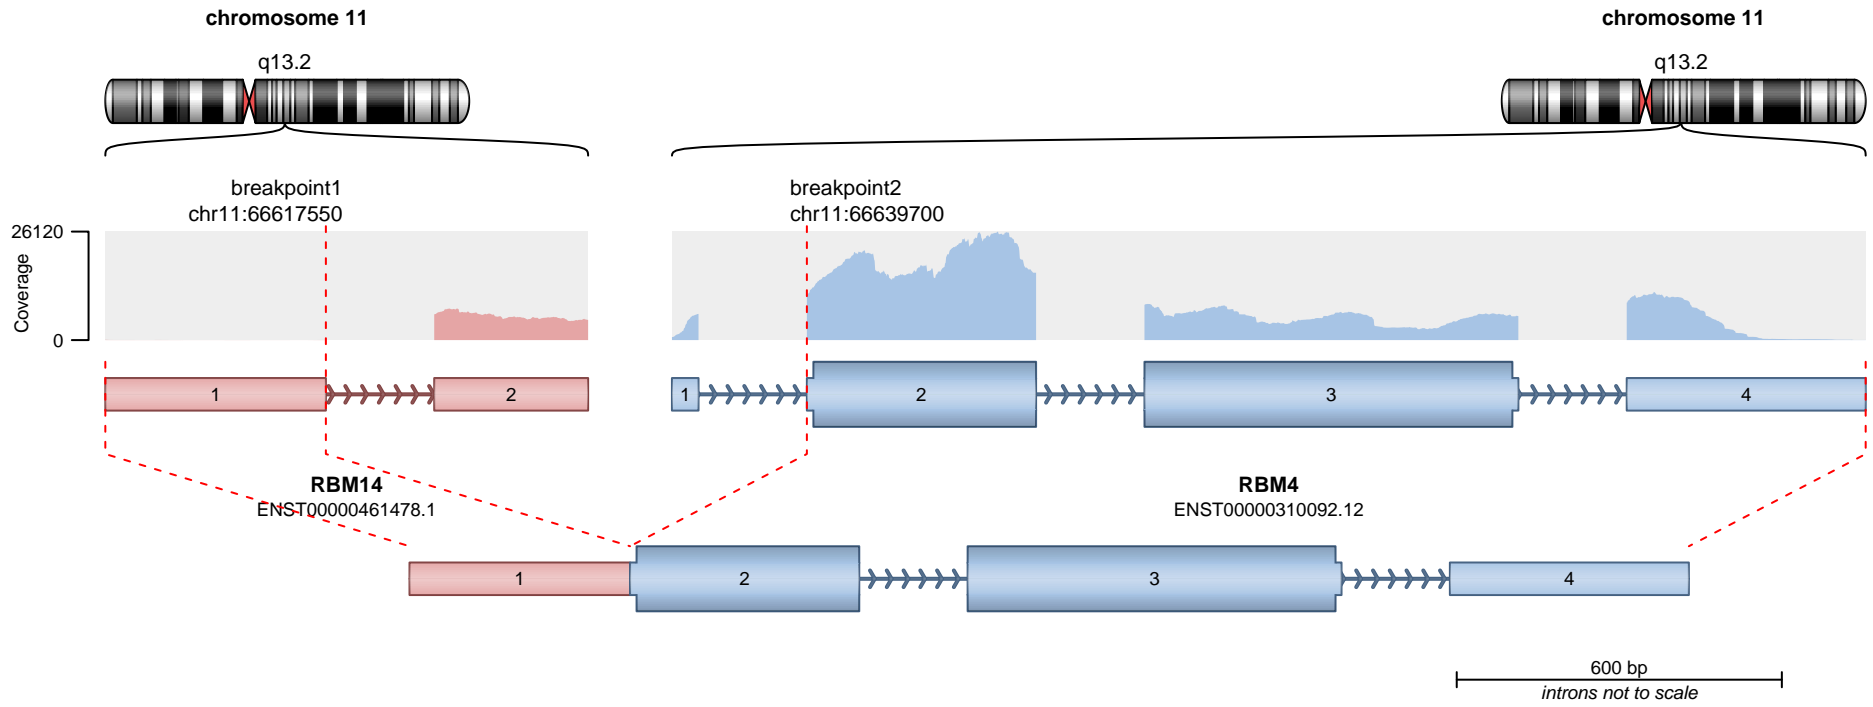 chromosome 11
chromosome 11
q13.2
q13.2
breakpoint1
chr11:66617550
breakpoint2
chr11:66639700
26120
Coverage
0
1
2
1
2
3
4
RBM14
ENST00000461478.1
RBM4
ENST00000310092.12
1
2
3
4
600 bp
introns not to scale